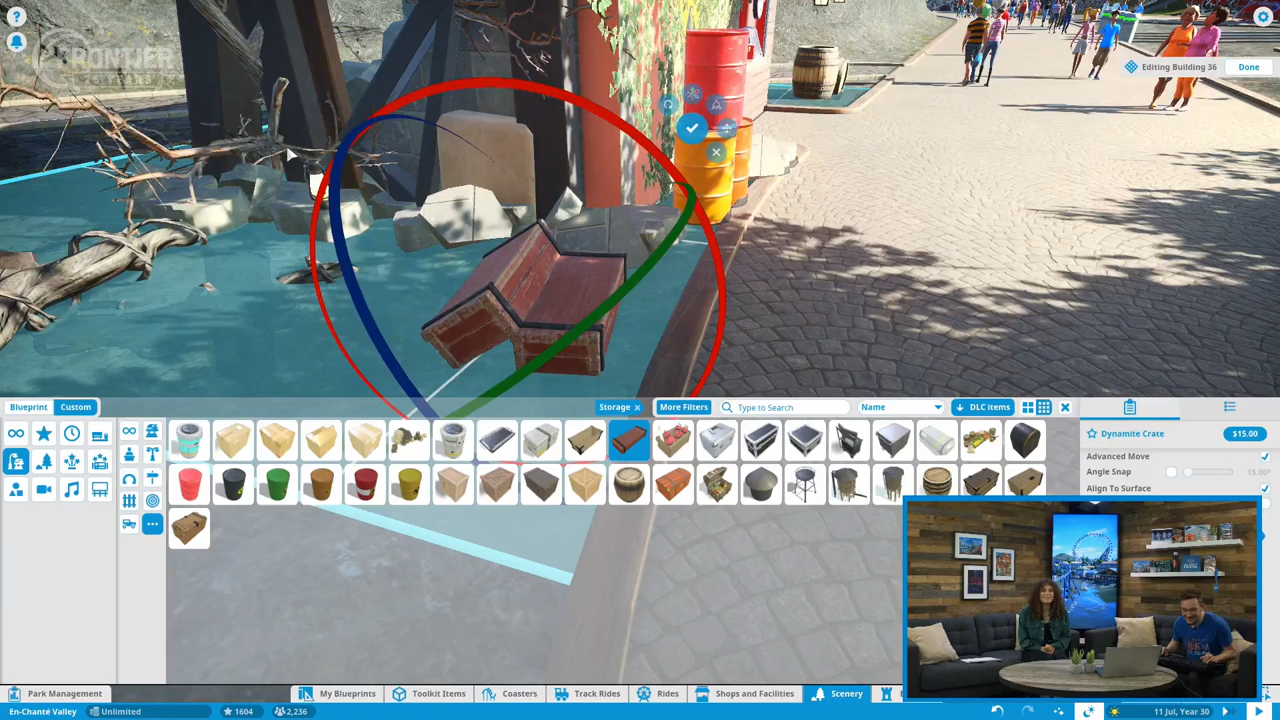 FRONTIER
Editing Building 36
Done
Blueprint
Custom
Storage ×
More Filters
Type to Search
Name
DLC items
Dynamite Crate
$15.00
Advanced Move
Angle Snap
15.00°
Align To Surface
Park Management
My Blueprints
Toolkit Items
Coasters
Track Rides
Rides
Shops and Facilities
Scenery
En-Chanté Valley
Unlimited
1604
2,236
11 Jul, Year 30